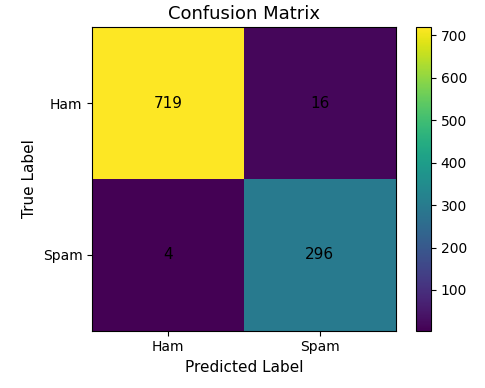 Confusion Matrix
True Label
Ham
719
16
Spam
4
296
Ham
Spam
Predicted Label
700
600
500
400
300
200
100